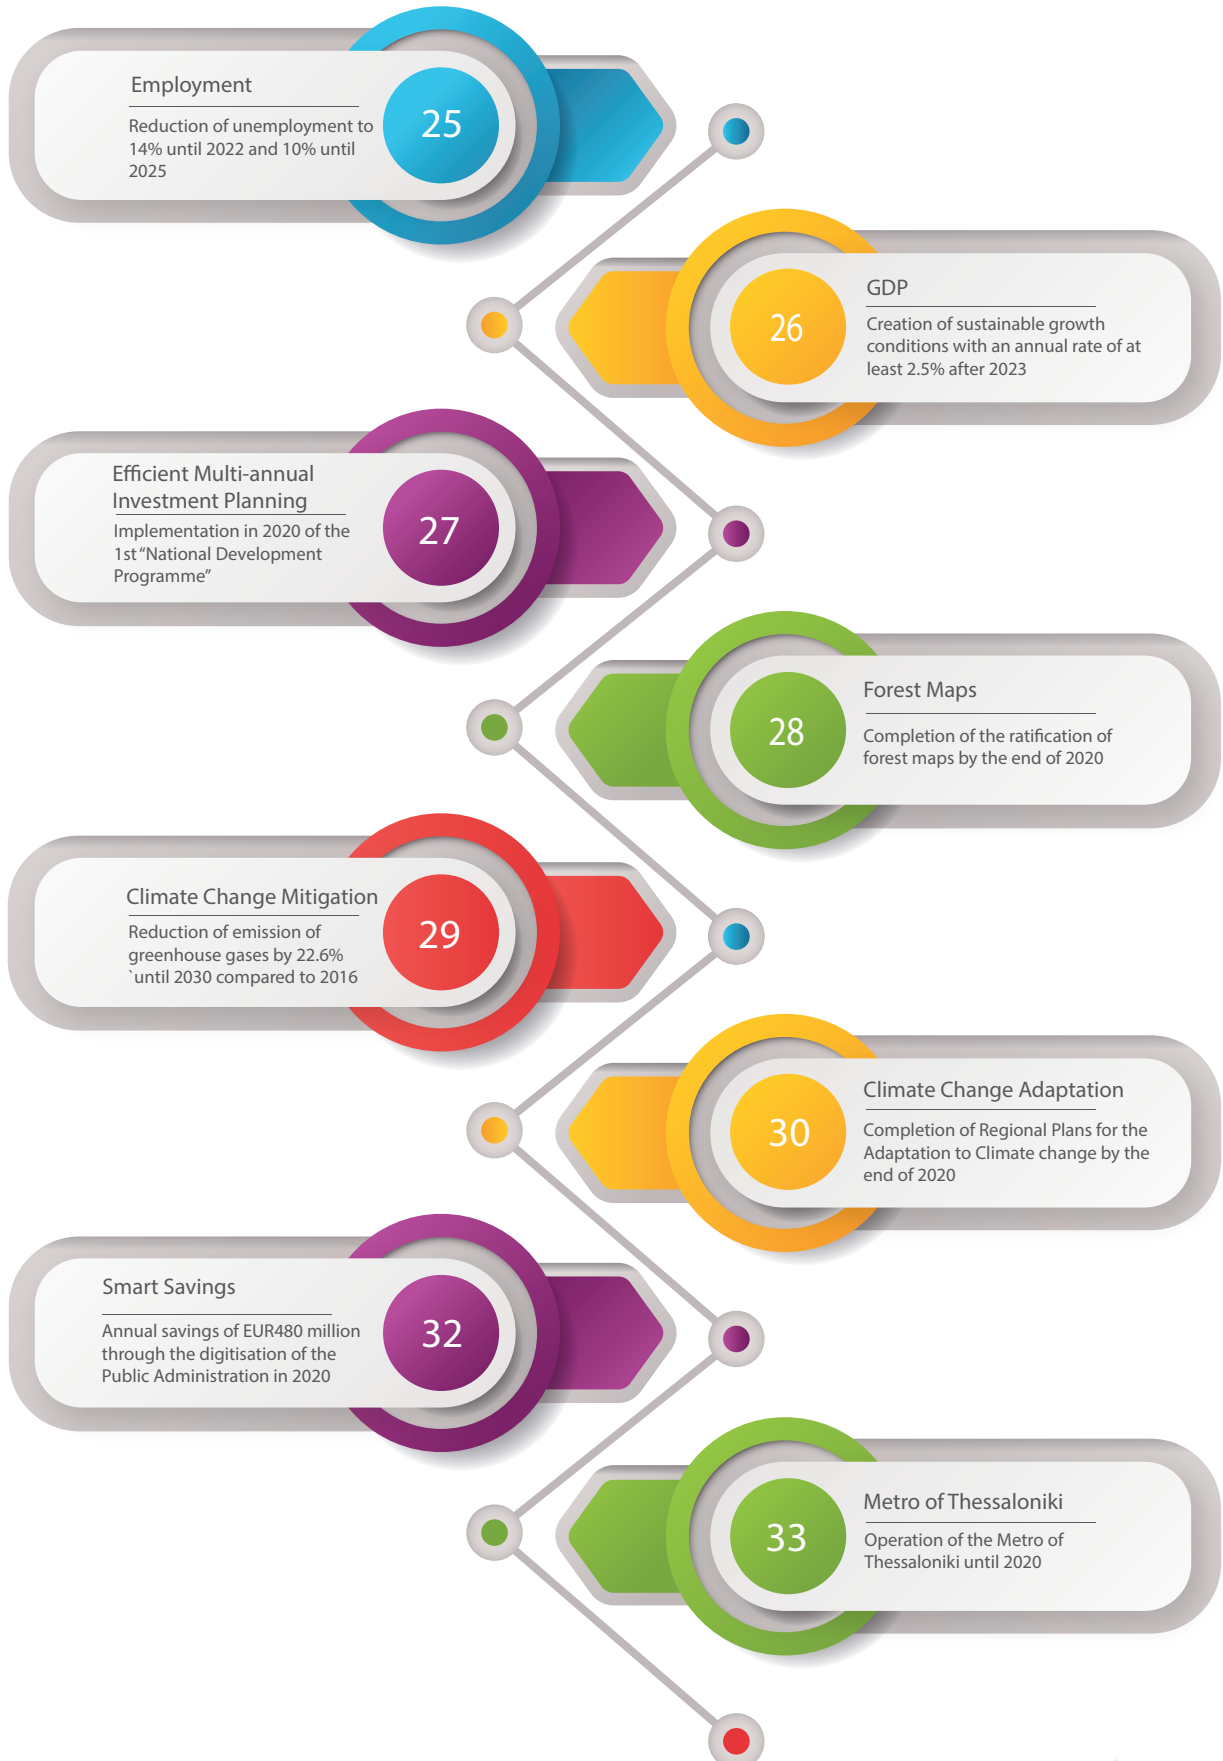 Employment
Reduction of unemployment to
14% until 2022 and 10% until
2025
25
26
GDP
Creation of sustainable growth
conditions with an annual rate of at
least 2.5% after 2023
Efficient Multi-annual
Investment Planning
Implementation in 2020 of the
1st “National Development
Programme”
27
28
Forest Maps
Completion of the ratification of
forest maps by the end of 2020
Climate Change Mitigation
Reduction of emission of
greenhouse gases by 22.6%
`until 2030 compared to 2016
29
30
Climate Change Adaptation
Completion of Regional Plans for the
Adaptation to Climate change by the
end of 2020
Smart Savings
Annual savings of EUR480 million
through the digitisation of the
Public Administration in 2020
32
33
Metro of Thessaloniki
Operation of the Metro of
Thessaloniki until 2020